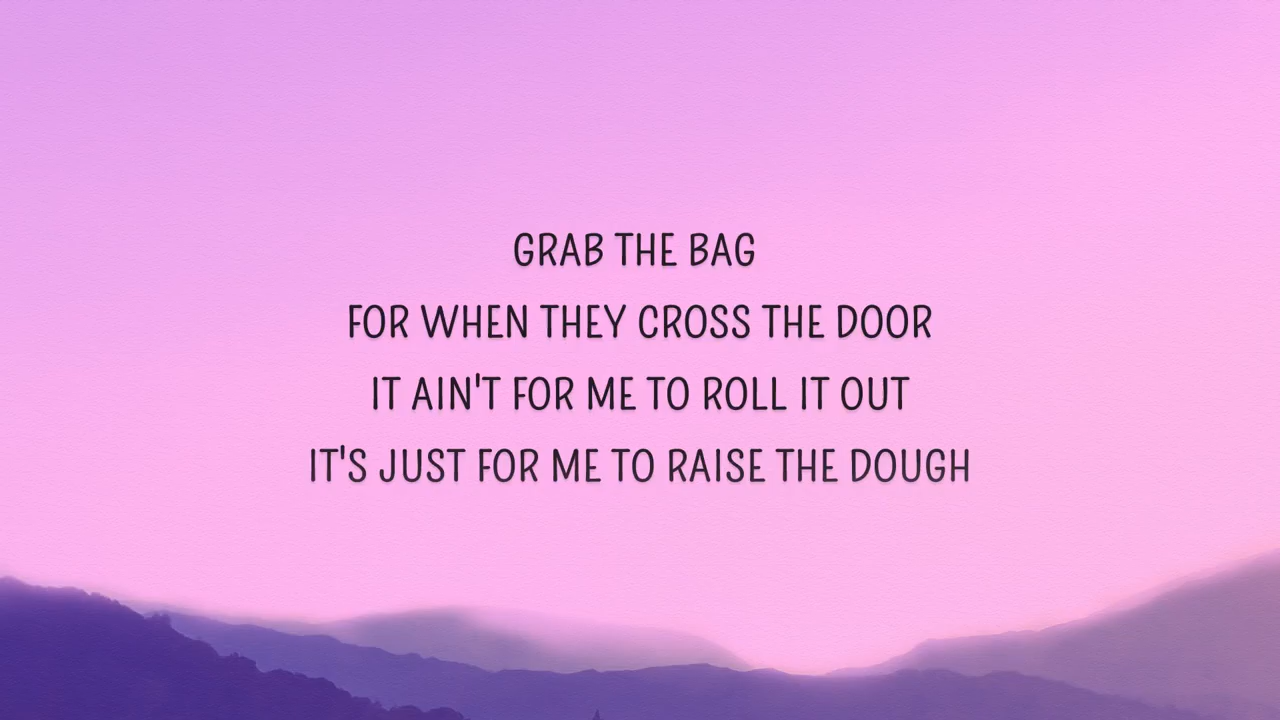 GRAB THE BAG
FOR WHEN THEY CROSS THE DOOR
IT AIN'T FOR ME TO ROLL IT OUT
IT'S JUST FOR ME TO RAISE THE DOUGH